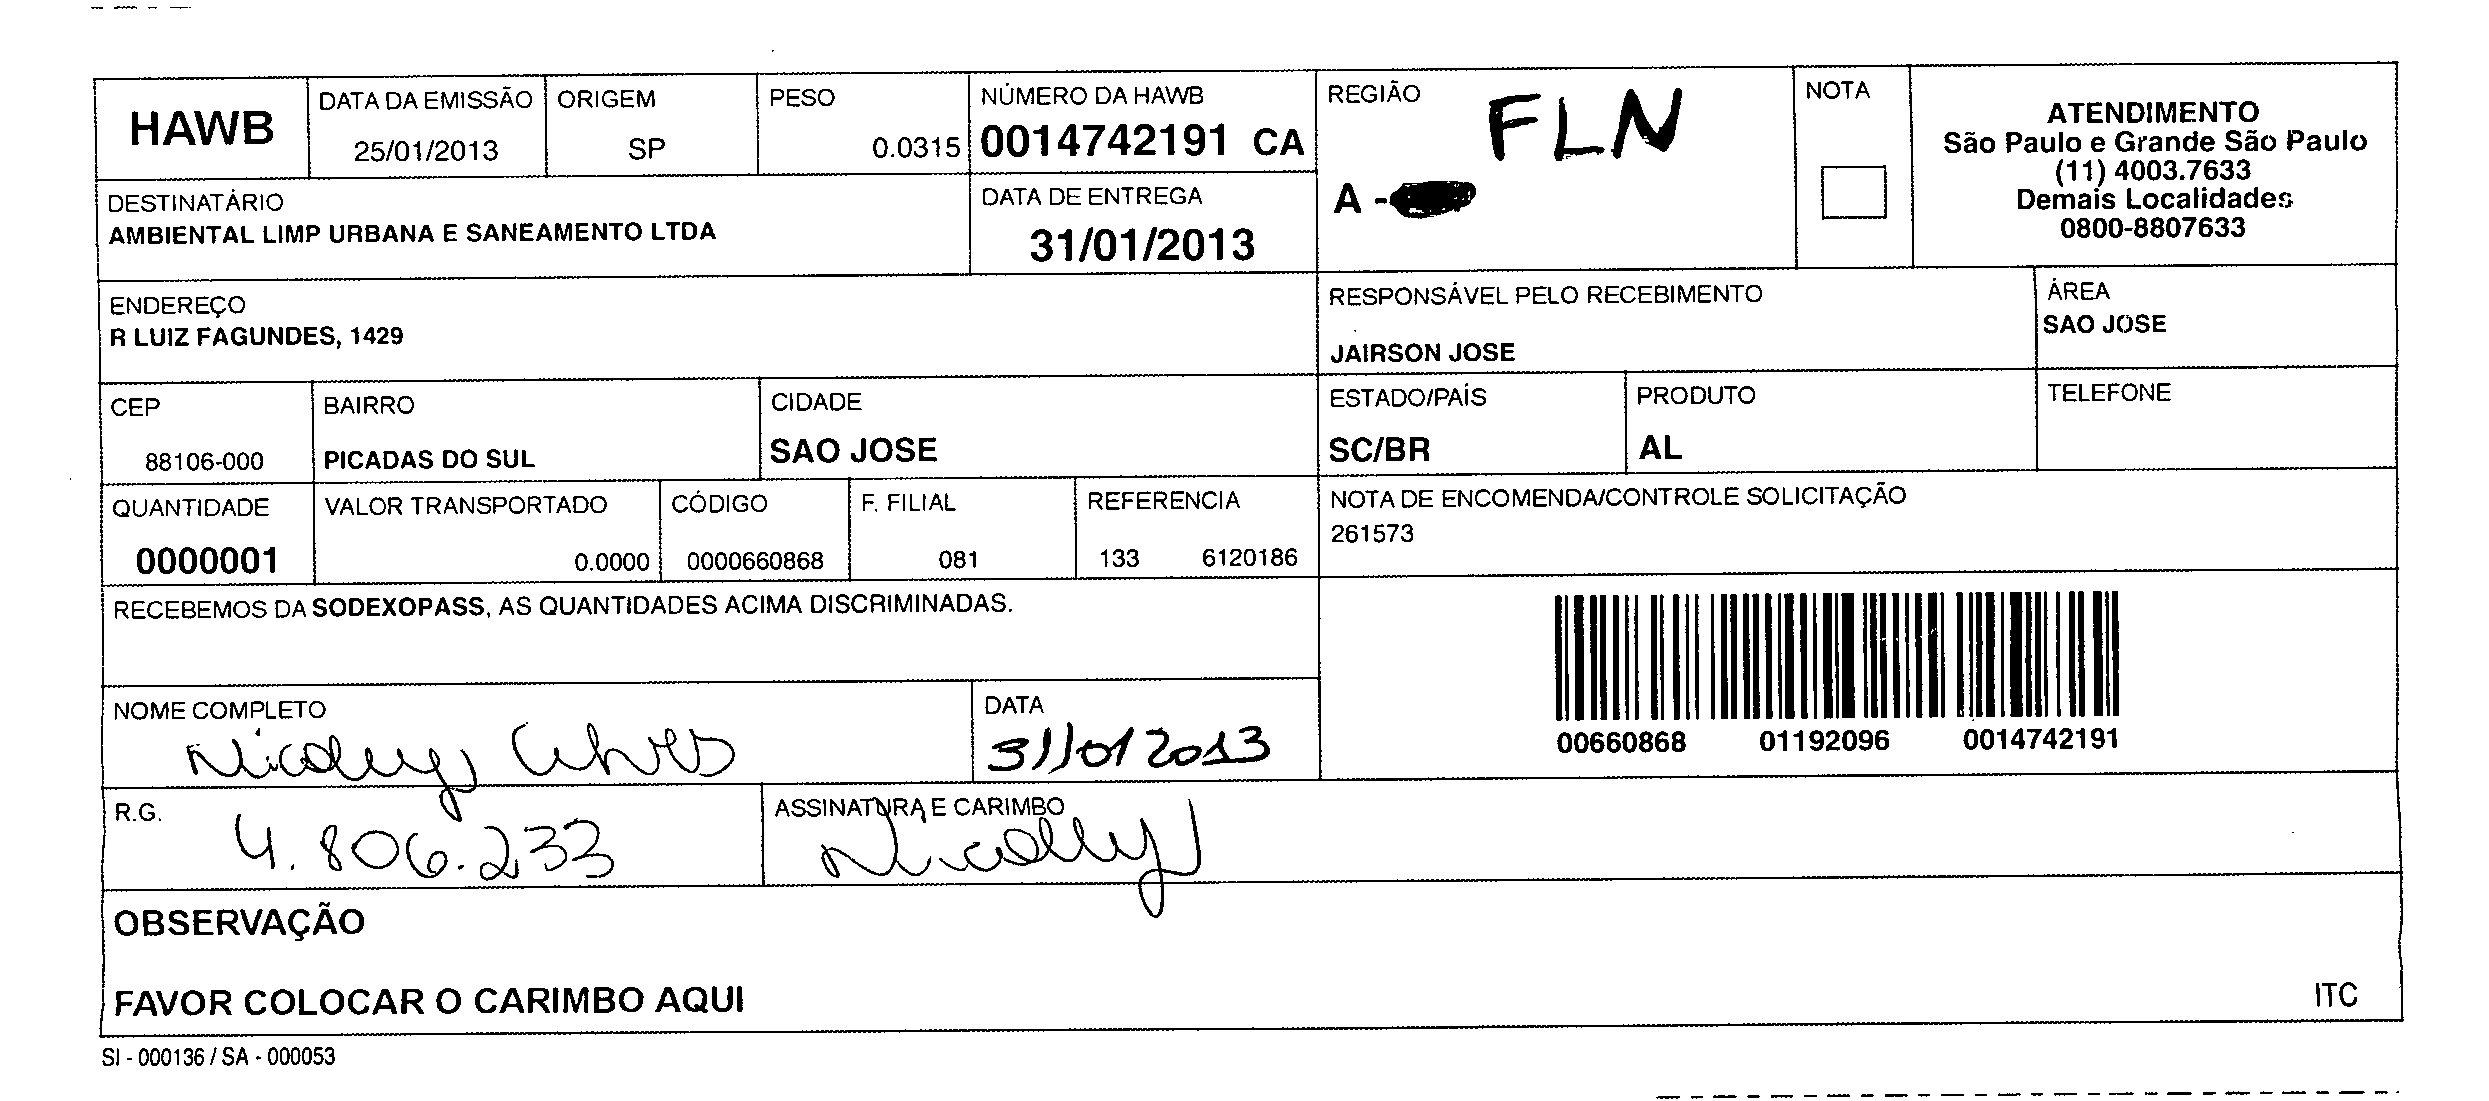 HAWB
DATA DA EMISSÃO
25/01/2013
ORIGEM
SP
PESO
0.0315
NÚMERO DA HAWB
0014742191 CA
REGIÃO
FLN
A -
NOTA
ATENDIMENTO
São Paulo e Grande São Paulo
(11) 4003.7633
Demais Localidades
0800-8807633
DESTINATÁRIO
AMBIENTAL LIMP URBANA E SANEAMENTO LTDA
DATA DE ENTREGA
31/01/2013
ENDEREÇO
R LUIZ FAGUNDES, 1429
RESPONSÁVEL PELO RECEBIMENTO
JAIRSON JOSE
ÁREA
SAO JOSE
CEP
88106-000
BAIRRO
PICADAS DO SUL
CIDADE
SAO JOSE
ESTADO/PAÍS
SC/BR
PRODUTO
AL
TELEFONE
QUANTIDADE
0000001
VALOR TRANSPORTADO
0.0000
CÓDIGO
0000660868
F. FILIAL
081
REFERENCIA
133 6120186
NOTA DE ENCOMENDA/CONTROLE SOLICITAÇÃO
261573
RECEBEMOS DA SODEXOPASS, AS QUANTIDADES ACIMA DISCRIMINADAS.
00660868 01192096 0014742191
NOME COMPLETO
Nicolly
DATA
31/01 2013
R.G.
4.806.233
ASSINATURA E CARIMBO
Nicolly
OBSERVAÇÃO
FAVOR COLOCAR O CARIMBO AQUI
ITC
SI - 000136 / SA - 000053